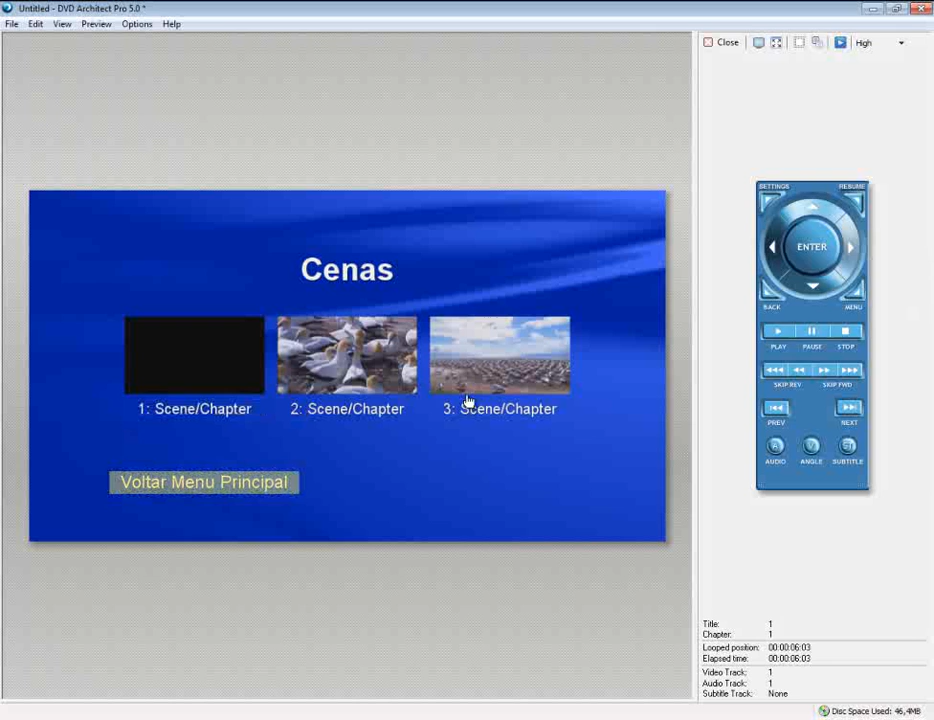 Untitled - DVD Architect Pro 5.0 *
File Edit View Preview Options Help
Close High
Cenas
1: Scene/Chapter 2: Scene/Chapter 3: Scene/Chapter
Voltar Menu Principal
SETTINGS RESUME
ENTER
BACK MENU
PLAY PAUSE STOP
SKIP REV SKIP FWD
PREV NEXT
AUDIO ANGLE SUBTITLE
Title: 1
Chapter: 1
Looped position: 00:00:06:03
Elapsed time: 00:00:06:03
Video Track: 1
Audio Track: 1
Subtitle Track: None
Disc Space Used: 46,4MB